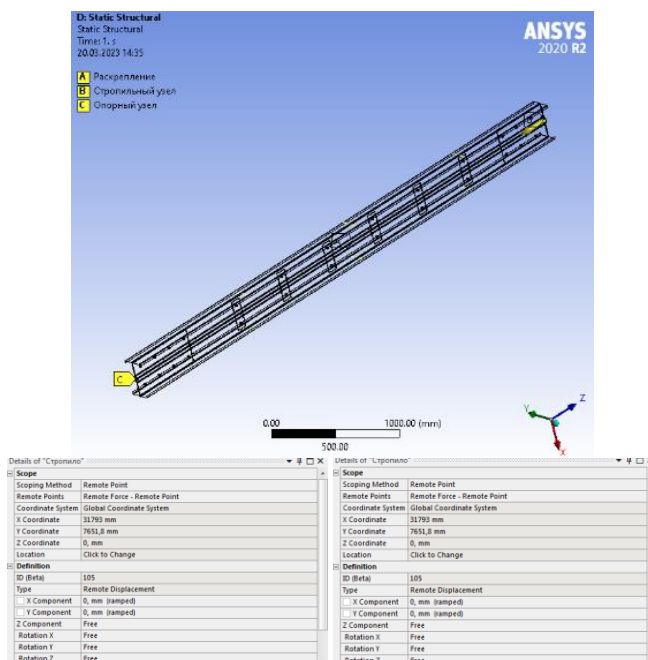 D: Static Structural
Static Structural
Time: 1, s
20.03.2023 14:35
A Раскрепление
B Стропильный узел
C Опорный узел
ANSYS
2020 R2
C
0.00 1000.00 (mm)
500.00
Y Z
X
Details of "Стропило"
Scope
Scoping Method Remote Point
Remote Points Remote Force - Remote Point
Coordinate System Global Coordinate System
X Coordinate 31793 mm
Y Coordinate 7651,8 mm
Z Coordinate 0, mm
Location Click to Change
Definition
ID (Beta) 105
Type Remote Displacement
X Component 0, mm (ramped)
Y Component 0, mm (ramped)
Z Component Free
Rotation X Free
Rotation Y Free
Rotation Z Free
Details of "Стропило"
Scope
Scoping Method Remote Point
Remote Points Remote Force - Remote Point
Coordinate System Global Coordinate System
X Coordinate 31793 mm
Y Coordinate 7651,8 mm
Z Coordinate 0, mm
Location Click to Change
Definition
ID (Beta) 105
Type Remote Displacement
X Component 0, mm (ramped)
Y Component 0, mm (ramped)
Z Component Free
Rotation X Free
Rotation Y Free
Rotation Z Free